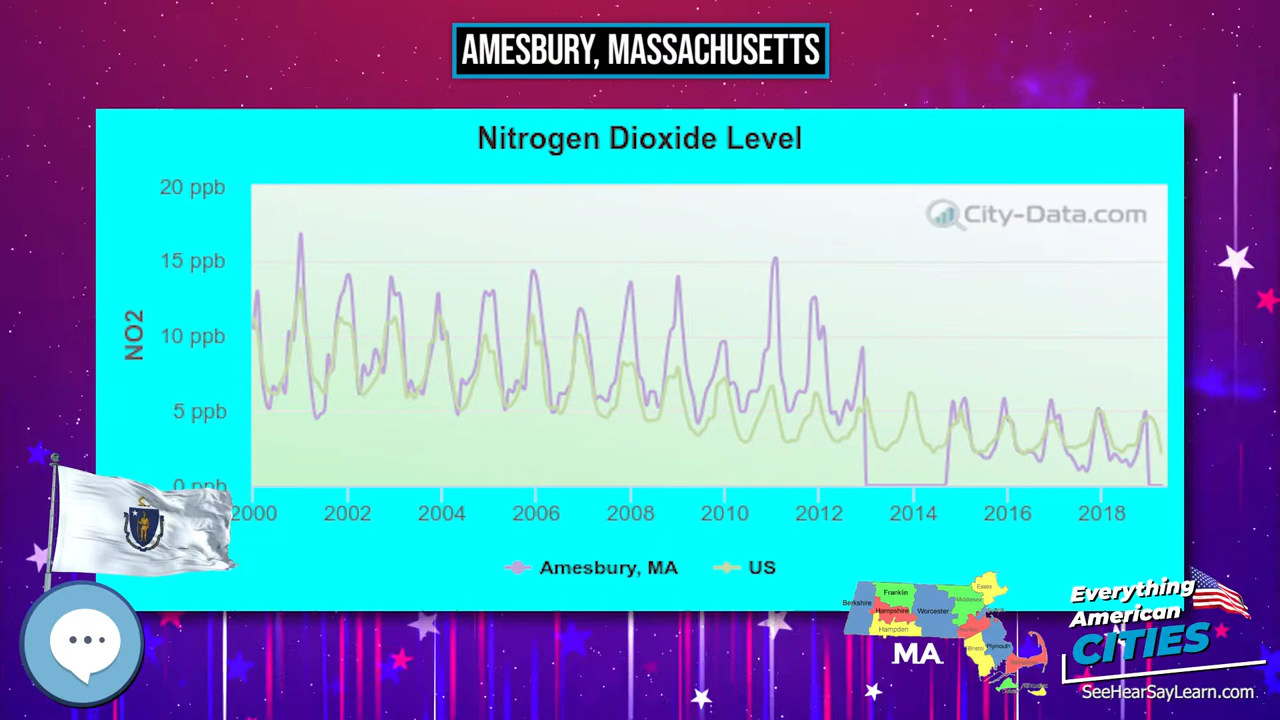 AMESBURY, MASSACHUSETTS
Nitrogen Dioxide Level
20 ppb
City-Data.com
15 ppb
NO2
10 ppb
5 ppb
0 ppb
2000 2002 2004 2006 2008 2010 2012 2014 2016 2018
Amesbury, MA US
Berkshire Franklin Hampshire Hampden Worcester Middlesex Essex Bristol Plymouth
MA
Everything
American
CITIES
SeeHearSayLearn.com